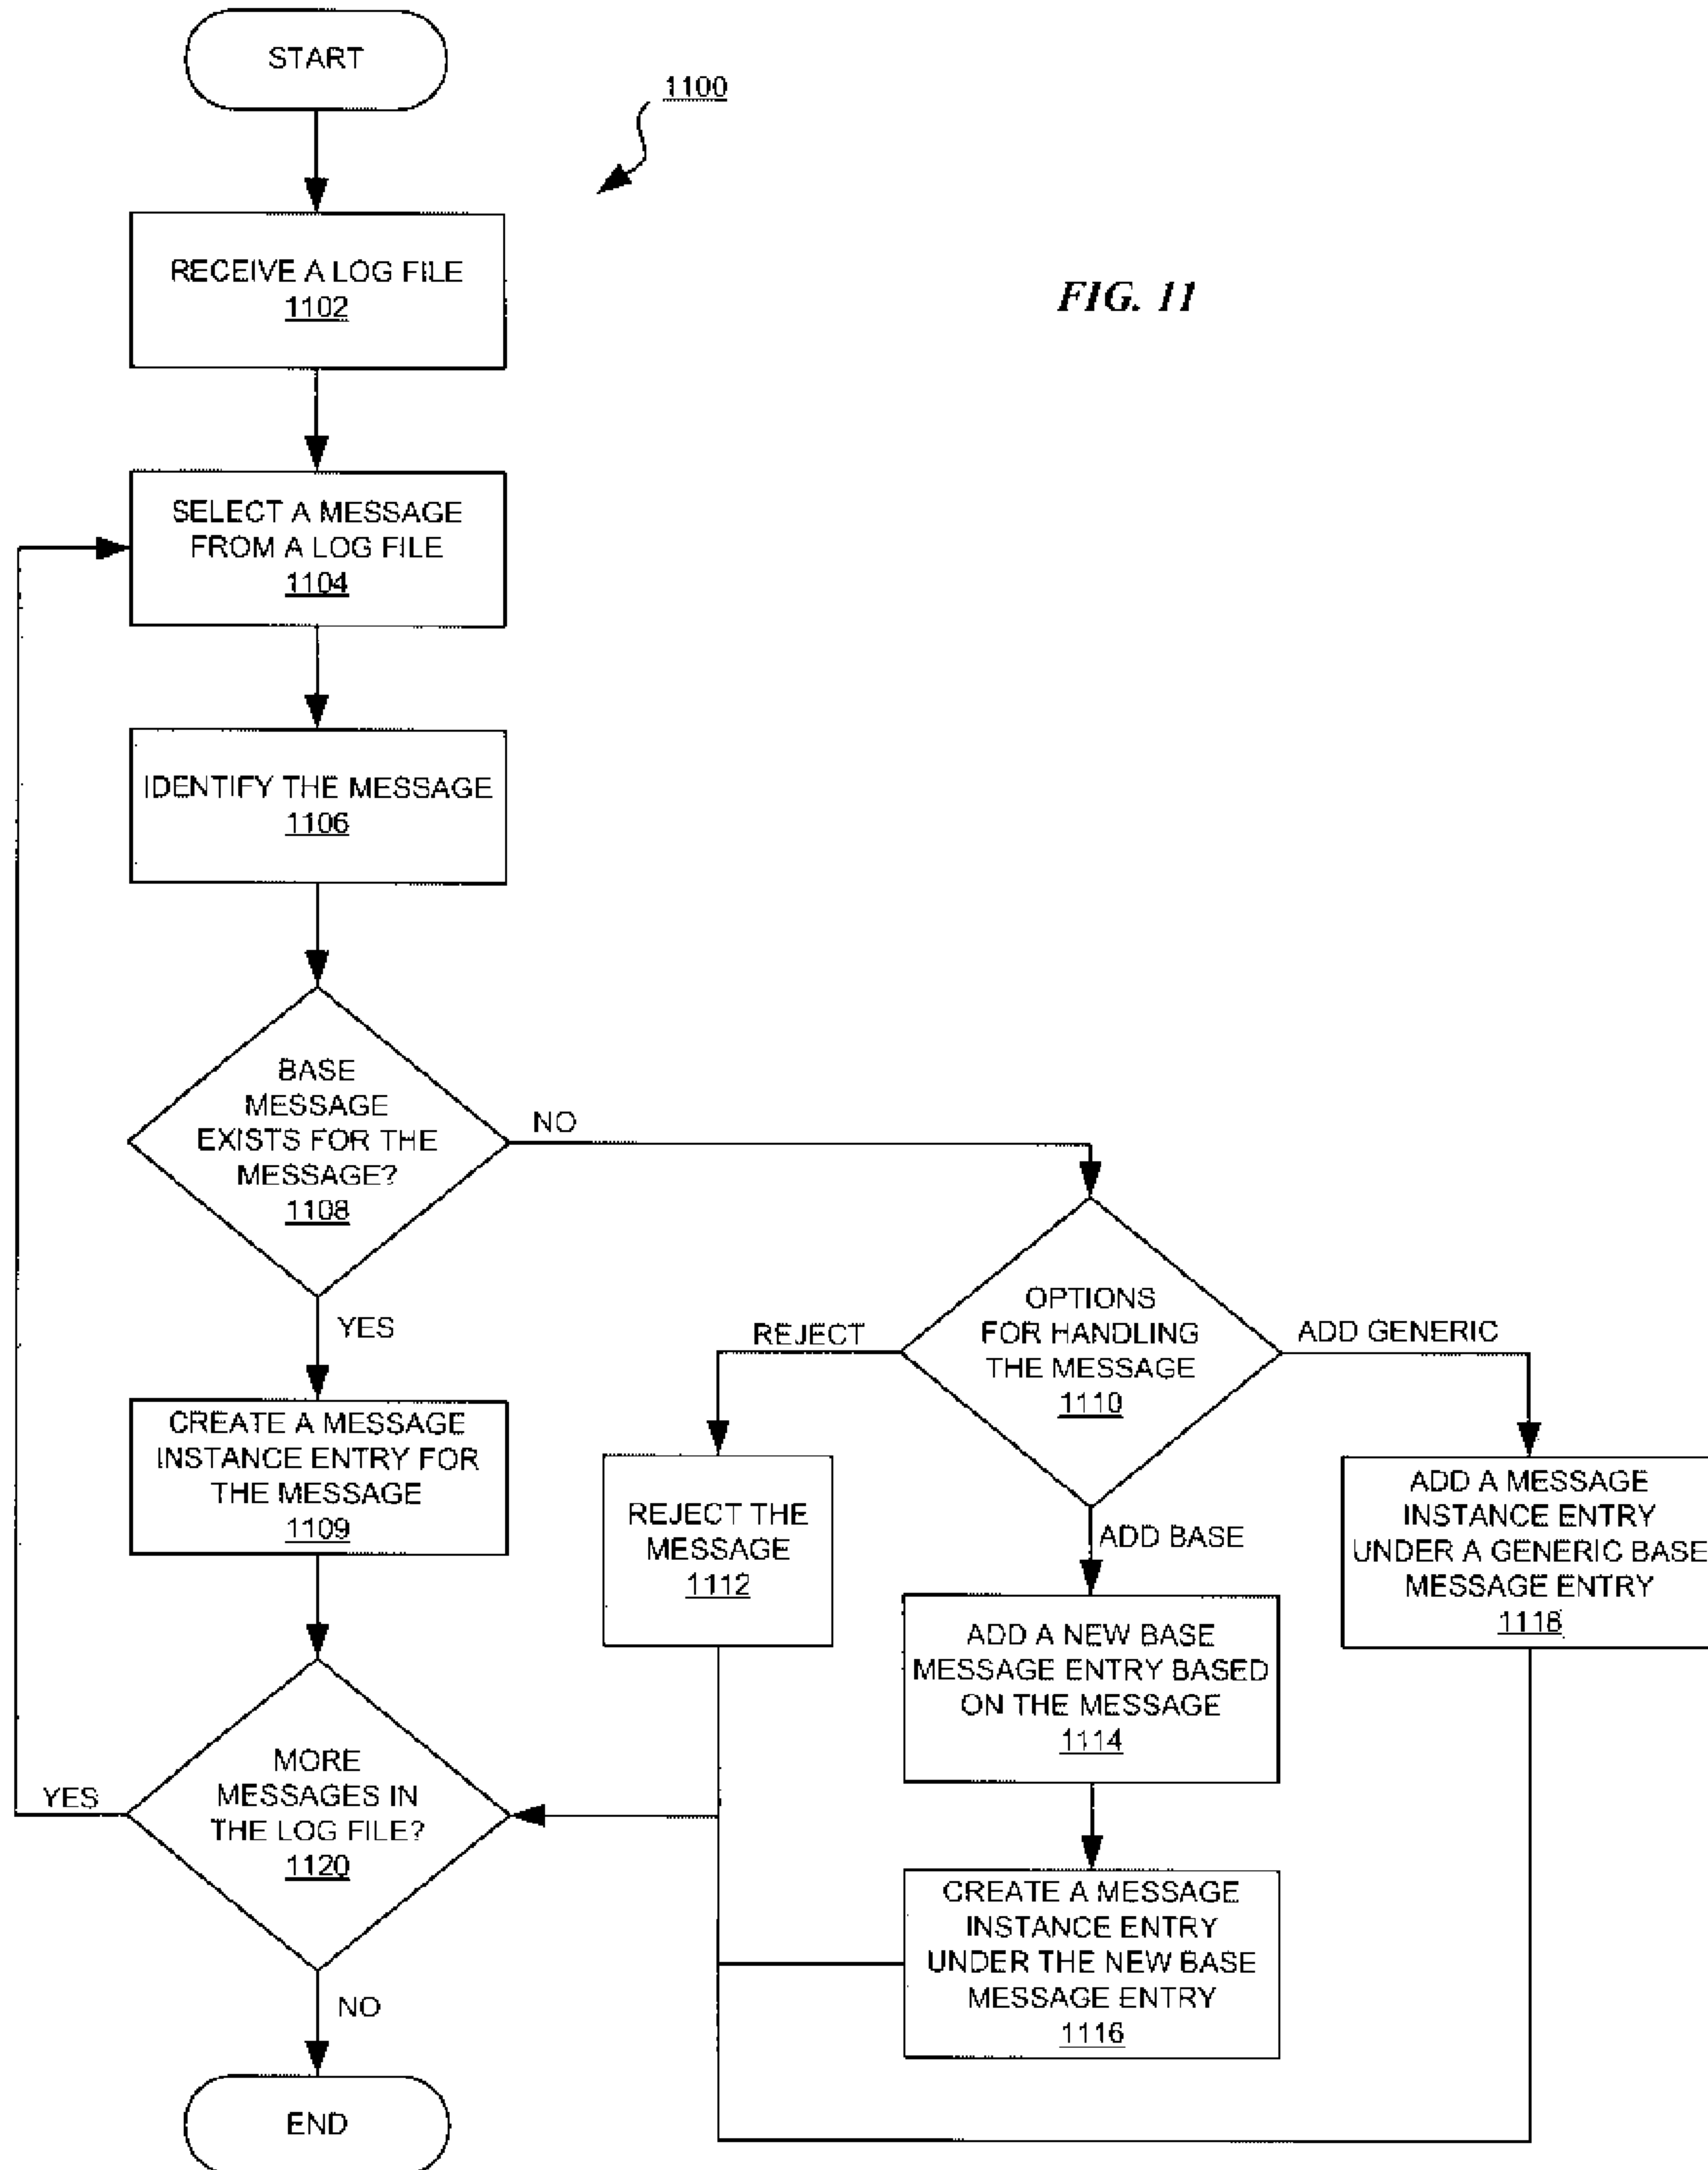 START
1100
RECEIVE A LOG FILE
1102
FIG. 11
SELECT A MESSAGE
FROM A LOG FILE
1104
IDENTIFY THE MESSAGE
1106
BASE
MESSAGE
EXISTS FOR THE
MESSAGE?
1108
NO
YES
OPTIONS
FOR HANDLING
THE MESSAGE
1110
REJECT
ADD GENERIC
ADD BASE
CREATE A MESSAGE
INSTANCE ENTRY FOR
THE MESSAGE
1109
REJECT THE
MESSAGE
1112
ADD A MESSAGE
INSTANCE ENTRY
UNDER A GENERIC BASE
MESSAGE ENTRY
1118
ADD A NEW BASE
MESSAGE ENTRY BASED
ON THE MESSAGE
1114
MORE
MESSAGES IN
THE LOG FILE?
1120
YES
CREATE A MESSAGE
INSTANCE ENTRY
UNDER THE NEW BASE
MESSAGE ENTRY
1116
NO
END